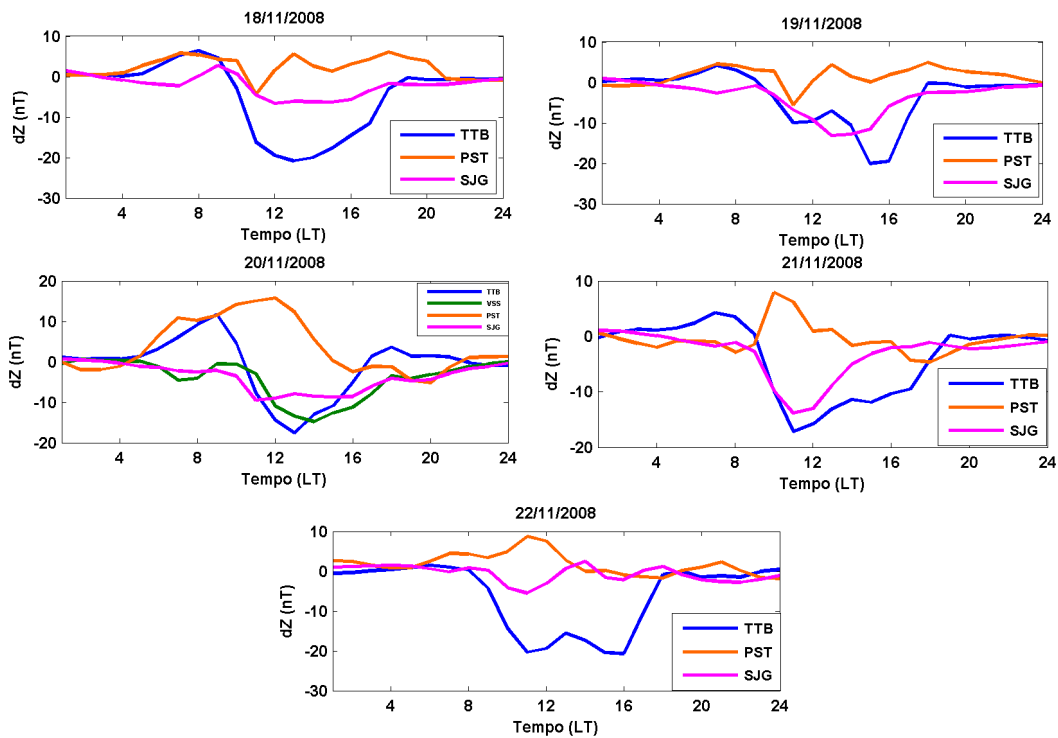 18/11/2008
10
0
-10
-20
-30
dZ (nT)
4 8 12 16 20 24
Tempo (LT)
TTB
PST
SJG
19/11/2008
10
0
-10
-20
-30
dZ (nT)
4 8 12 16 20 24
Tempo (LT)
TTB
PST
SJG
20/11/2008
20
10
0
-10
-20
dZ (nT)
4 8 12 16 20 24
Tempo (LT)
TTB
VSS
PST
SJG
21/11/2008
10
0
-10
-20
dZ (nT)
4 8 12 16 20 24
Tempo (LT)
TTB
PST
SJG
22/11/2008
10
0
-10
-20
-30
dZ (nT)
4 8 12 16 20 24
Tempo (LT)
TTB
PST
SJG